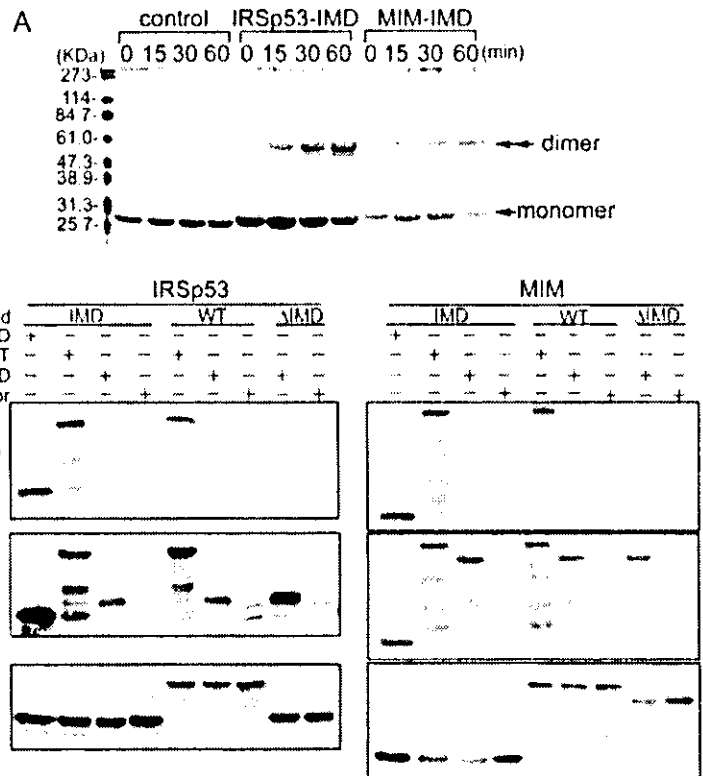 A
control IRSp53-IMD MIM-IMD
(KDa) 0 15 30 60 0 15 30 60 0 15 30 60 (min)
273-
114-
84.7-
61.0-
47.3-
38.9-
31.3-
25 7-
dimer
monomer
IRSp53
d IMD WT ΔIMD
D + - - - - - - - -
T - + - - + - - - -
D - - + - - + - + -
or - - - + - - + - +
MIM
IMD WT ΔIMD
+ - - - - - - - -
- + - - + - - - -
- - + - - + - + -
- - - + - - + - +